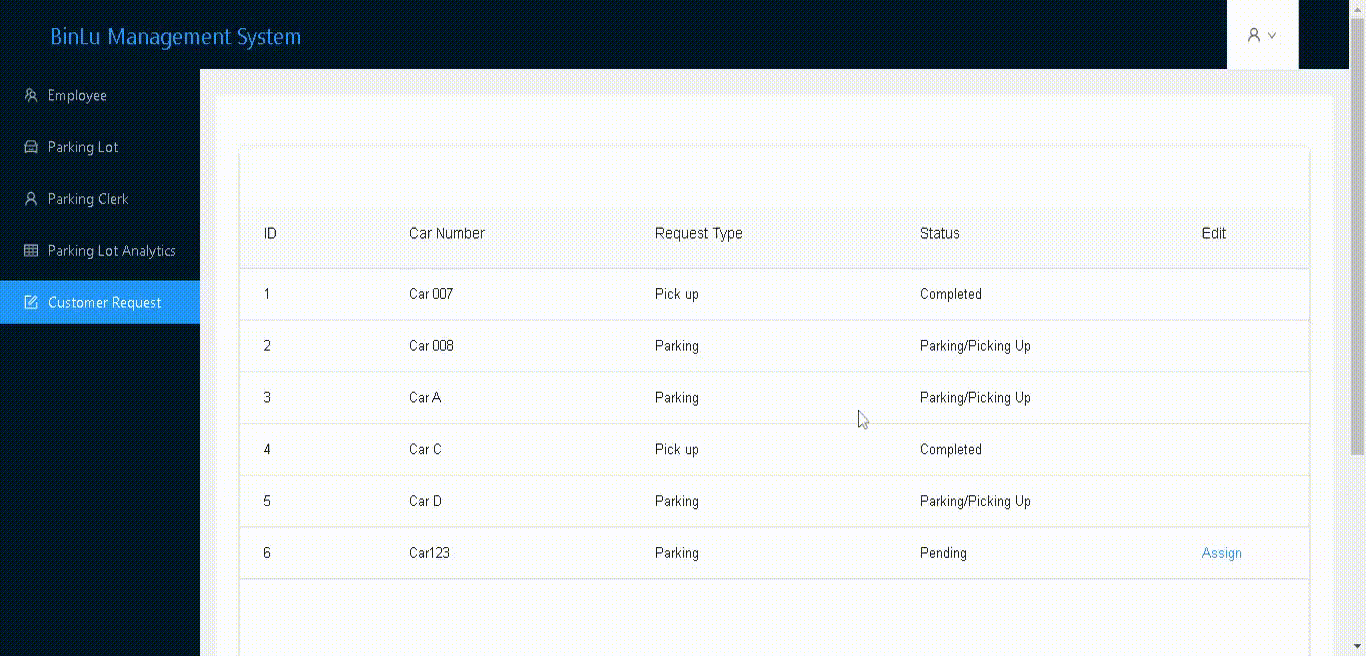 BinLu Management System
Employee
Parking Lot
Parking Clerk
Parking Lot Analytics
Customer Request
ID Car Number Request Type Status Edit
1 Car 007 Pick up Completed
2 Car 008 Parking Parking/Picking Up
3 Car A Parking Parking/Picking Up
4 Car C Pick up Completed
5 Car D Parking Parking/Picking Up
6 Car123 Parking Pending Assign